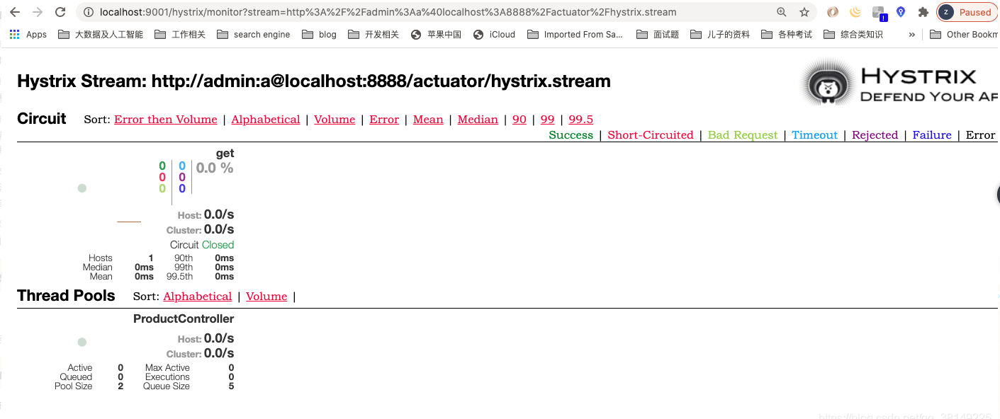 localhost:9001/hystrix/monitor?stream=http%3A%2F%2Fadmin%3Aa%40localhost%3A8888%2Factuator%2Fhystrix.stream
Z Paused
Apps 大数据及人工智能 工作相关 search engine blog 开发相关 苹果中国 iCloud Imported From Sa... 面试题 儿子的资料 各种考试 综合类知识 » Other Bookm
Hystrix Stream: http://admin:a@localhost:8888/actuator/hystrix.stream
HYSTRIX
DEFEND YOUR AP
Circuit Sort: Error then Volume | Alphabetical | Volume | Error | Mean | Median | 90 | 99 | 99.5
Success | Short-Circuited | Bad Request | Timeout | Rejected | Failure | Error
get
0 0 0.0 %
0 0
0 0
Host: 0.0/s
Cluster: 0.0/s
Circuit Closed
Hosts 1 90th 0ms
Median 0ms 99th 0ms
Mean 0ms 99.5th 0ms
Thread Pools Sort: Alphabetical | Volume |
ProductController
Host: 0.0/s
Cluster: 0.0/s
Active 0 Max Active 0
Queued 0 Executions 0
Pool Size 2 Queue Size 5
https://blog.csdn.net/qq_38149225